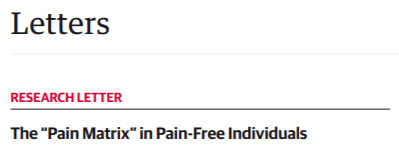 Letters
RESEARCH LETTER
The “Pain Matrix” in Pain-Free Individuals